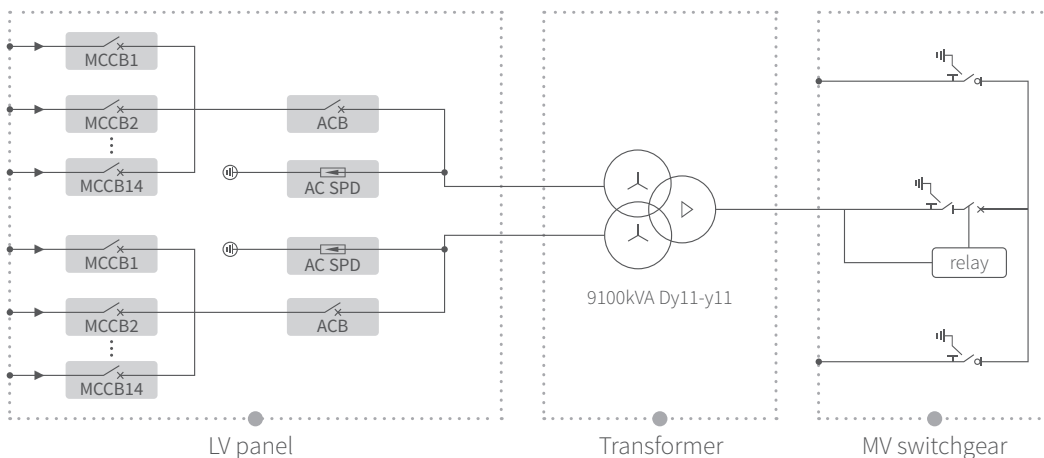 MCCB1
MCCB2
ACB
MCCB14
AC SPD
MCCB1
AC SPD
MCCB2
ACB
MCCB14
9100kVA Dy11-y11
relay
LV panel
Transformer
MV switchgear